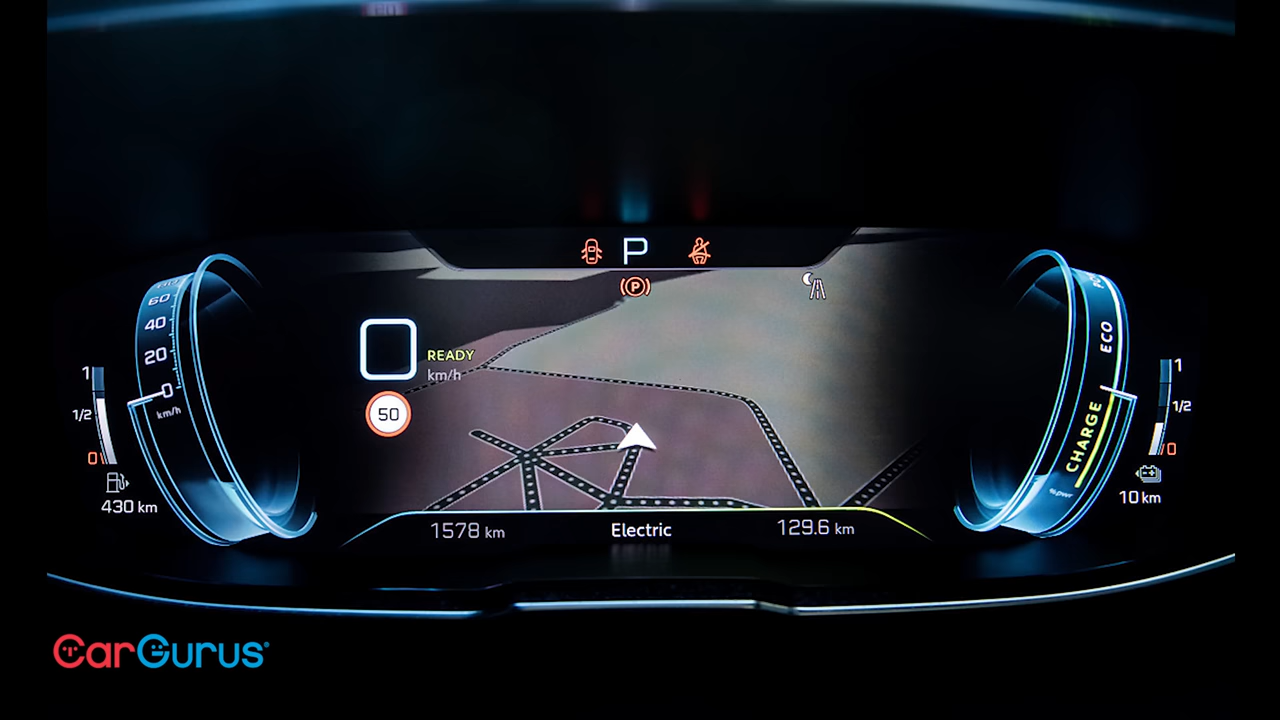 P
P
60
40
20
0
km/h
READY
km/h
50
ECO
CHARGE
1
1/2
0
430 km
1
1/2
0
10 km
1578 km
Electric
129.6 km
CarGurus